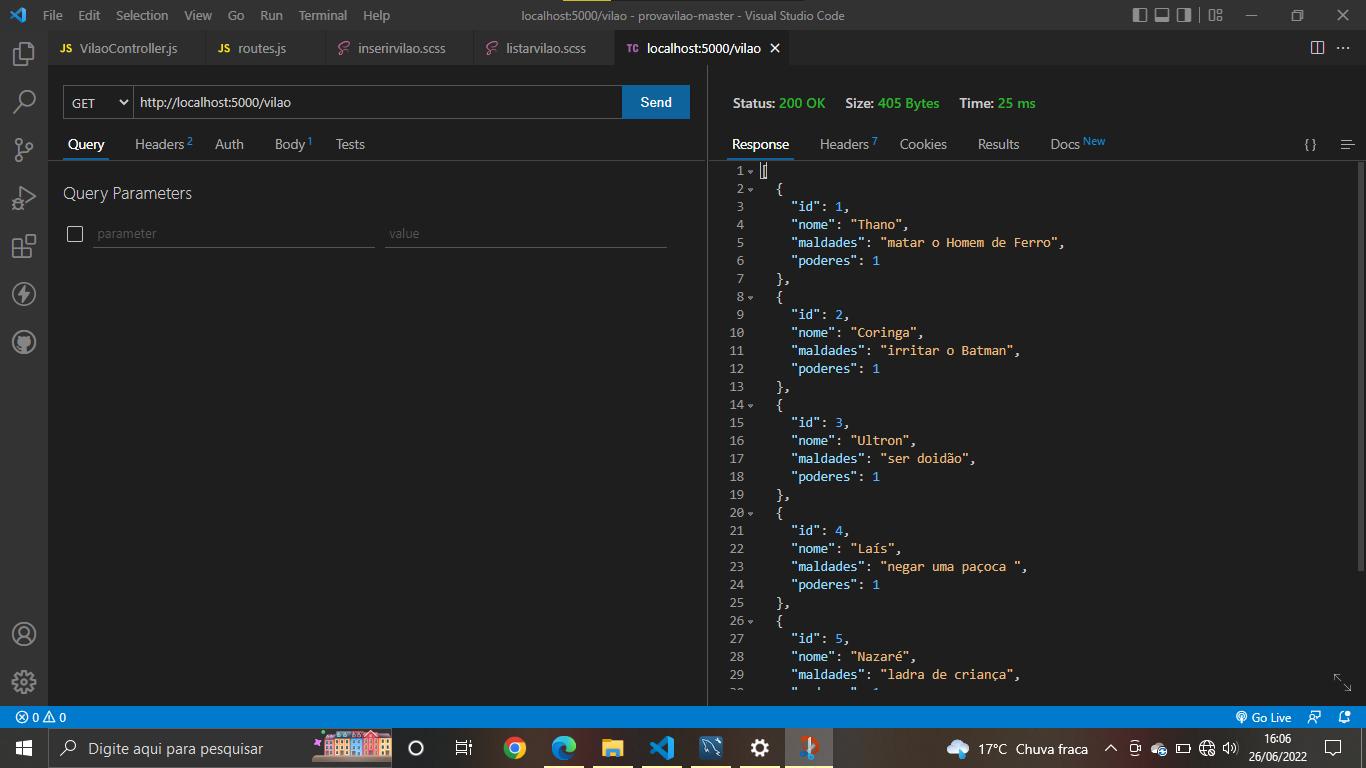 File Edit Selection View Go Run Terminal Help localhost:5000/vilao - provavilao-master - Visual Studio Code
JS VilaoController.js JS routes.js inserirvilao.scss listarvilao.scss TC localhost:5000/vilao
GET http://localhost:5000/vilao Send
Query Headers 2 Auth Body 1 Tests
Query Parameters
parameter value
Status: 200 OK Size: 405 Bytes Time: 25 ms
Response Headers 7 Cookies Results Docs New {}
1 [
2 {
3 "id": 1,
4 "nome": "Thano",
5 "maldades": "matar o Homem de Ferro",
6 "poderes": 1
7 },
8 {
9 "id": 2,
10 "nome": "Coringa",
11 "maldades": "irritar o Batman",
12 "poderes": 1
13 },
14 {
15 "id": 3,
16 "nome": "Ultron",
17 "maldades": "ser doidão",
18 "poderes": 1
19 },
20 {
21 "id": 4,
22 "nome": "Laís",
23 "maldades": "negar uma paçoca ",
24 "poderes": 1
25 },
26 {
27 "id": 5,
28 "nome": "Nazaré",
29 "maldades": "ladra de criança",
0 0 Go Live
Digite aqui para pesquisar 17°C Chuva fraca 16:06
26/06/2022